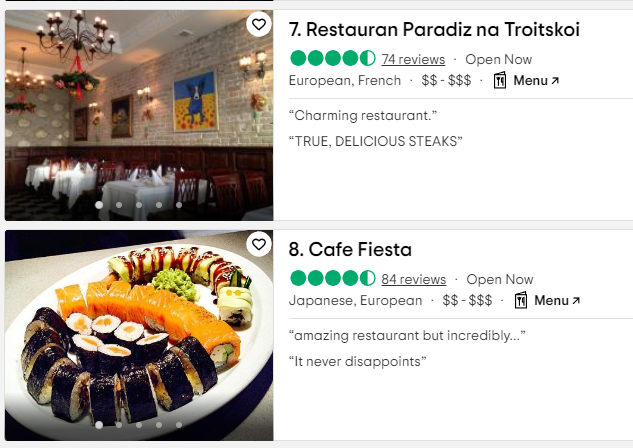 7. Restauran Paradiz na Troitskoi
74 reviews · Open Now
European, French · $$ - $$$ · Menu
“Charming restaurant.”
“TRUE, DELICIOUS STEAKS”
8. Cafe Fiesta
84 reviews · Open Now
Japanese, European · $$ - $$$ · Menu
“amazing restaurant but incredibly...”
“It never disappoints”